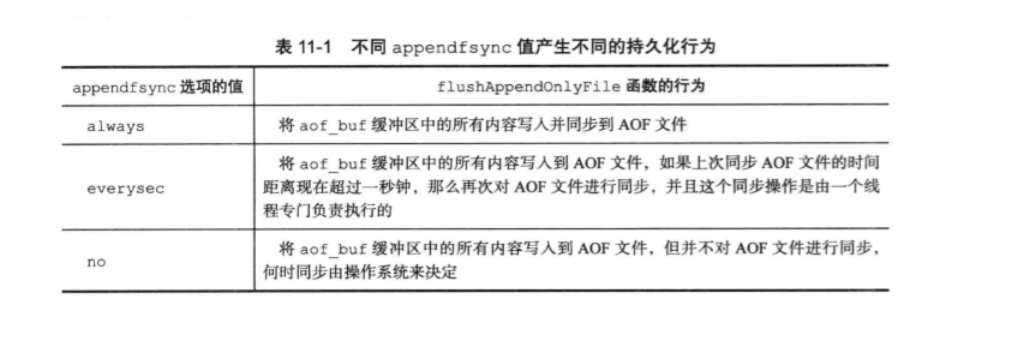 表 11-1 不同 appendfsync 值产生不同的持久化行为
appendfsync 选项的值 flushAppendOnlyFile 函数的行为
always 将 aof_buf 缓冲区中的所有内容写入并同步到 AOF 文件
将 aof_buf 缓冲区中的所有内容写入到 AOF 文件，如果上次同步 AOF 文件的时间
everysec 距离现在超过一秒钟，那么再次对 AOF 文件进行同步，并且这个同步操作是由一个线
程专门负责执行的
将 aof_buf 缓冲区中的所有内容写入到 AOF 文件，但并不对 AOF 文件进行同步，
no 何时同步由操作系统来决定